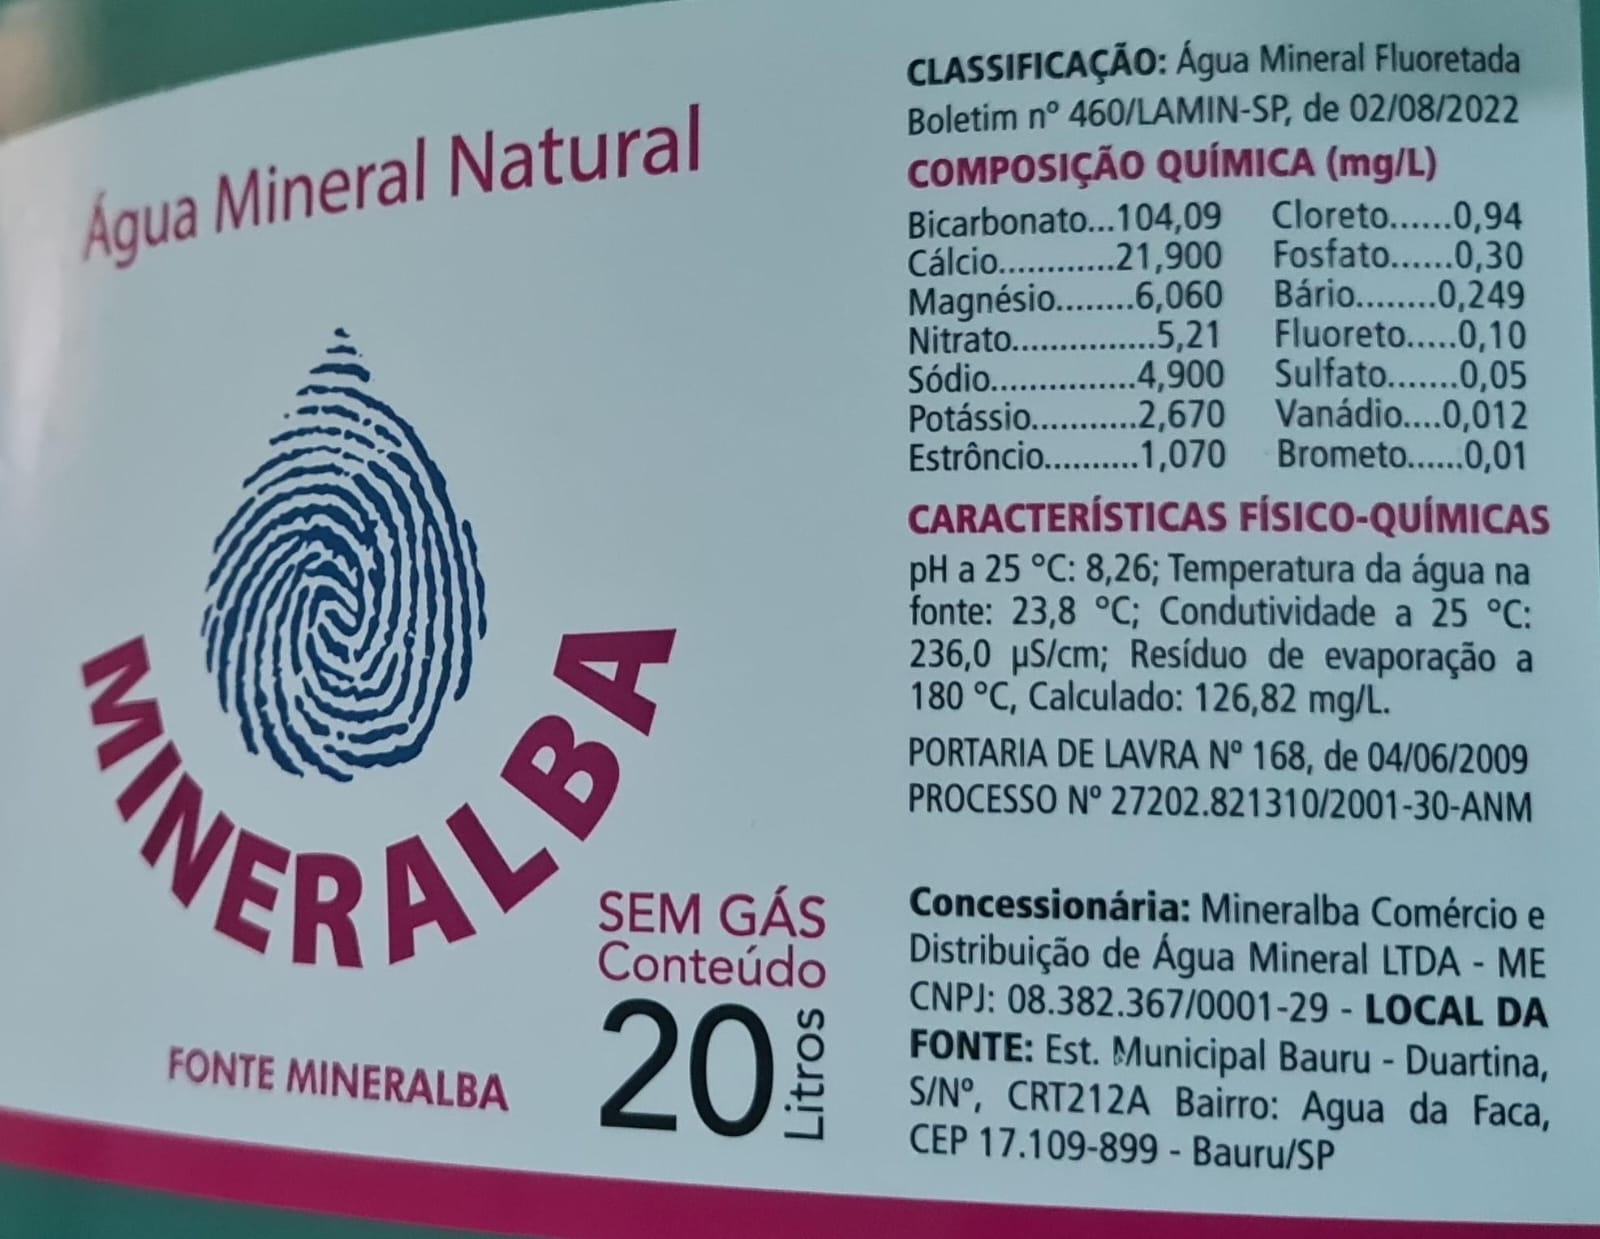 Água Mineral Natural
MINERALBA
SEM GÁS
Conteúdo
20 Litros
FONTE MINERALBA
CLASSIFICAÇÃO: Água Mineral Fluoretada
Boletim nº 460/LAMIN-SP, de 02/08/2022
COMPOSIÇÃO QUÍMICA (mg/L)
Bicarbonato...104,09 Cloreto......0,94
Cálcio............21,900 Fosfato......0,30
Magnésio........6,060 Bário........0,249
Nitrato...............5,21 Fluoreto.....0,10
Sódio...............4,900 Sulfato.......0,05
Potássio...........2,670 Vanádio....0,012
Estrôncio..........1,070 Brometo......0,01
CARACTERÍSTICAS FÍSICO-QUÍMICAS
pH a 25 °C: 8,26; Temperatura da água na
fonte: 23,8 °C; Condutividade a 25 °C:
236,0 µS/cm; Resíduo de evaporação a
180 °C, Calculado: 126,82 mg/L.
PORTARIA DE LAVRA Nº 168, de 04/06/2009
PROCESSO Nº 27202.821310/2001-30-ANM
Concessionária: Mineralba Comércio e
Distribuição de Água Mineral LTDA - ME
CNPJ: 08.382.367/0001-29 - LOCAL DA
FONTE: Est. Municipal Bauru - Duartina,
S/Nº, CRT212A Bairro: Agua da Faca,
CEP 17.109-899 - Bauru/SP